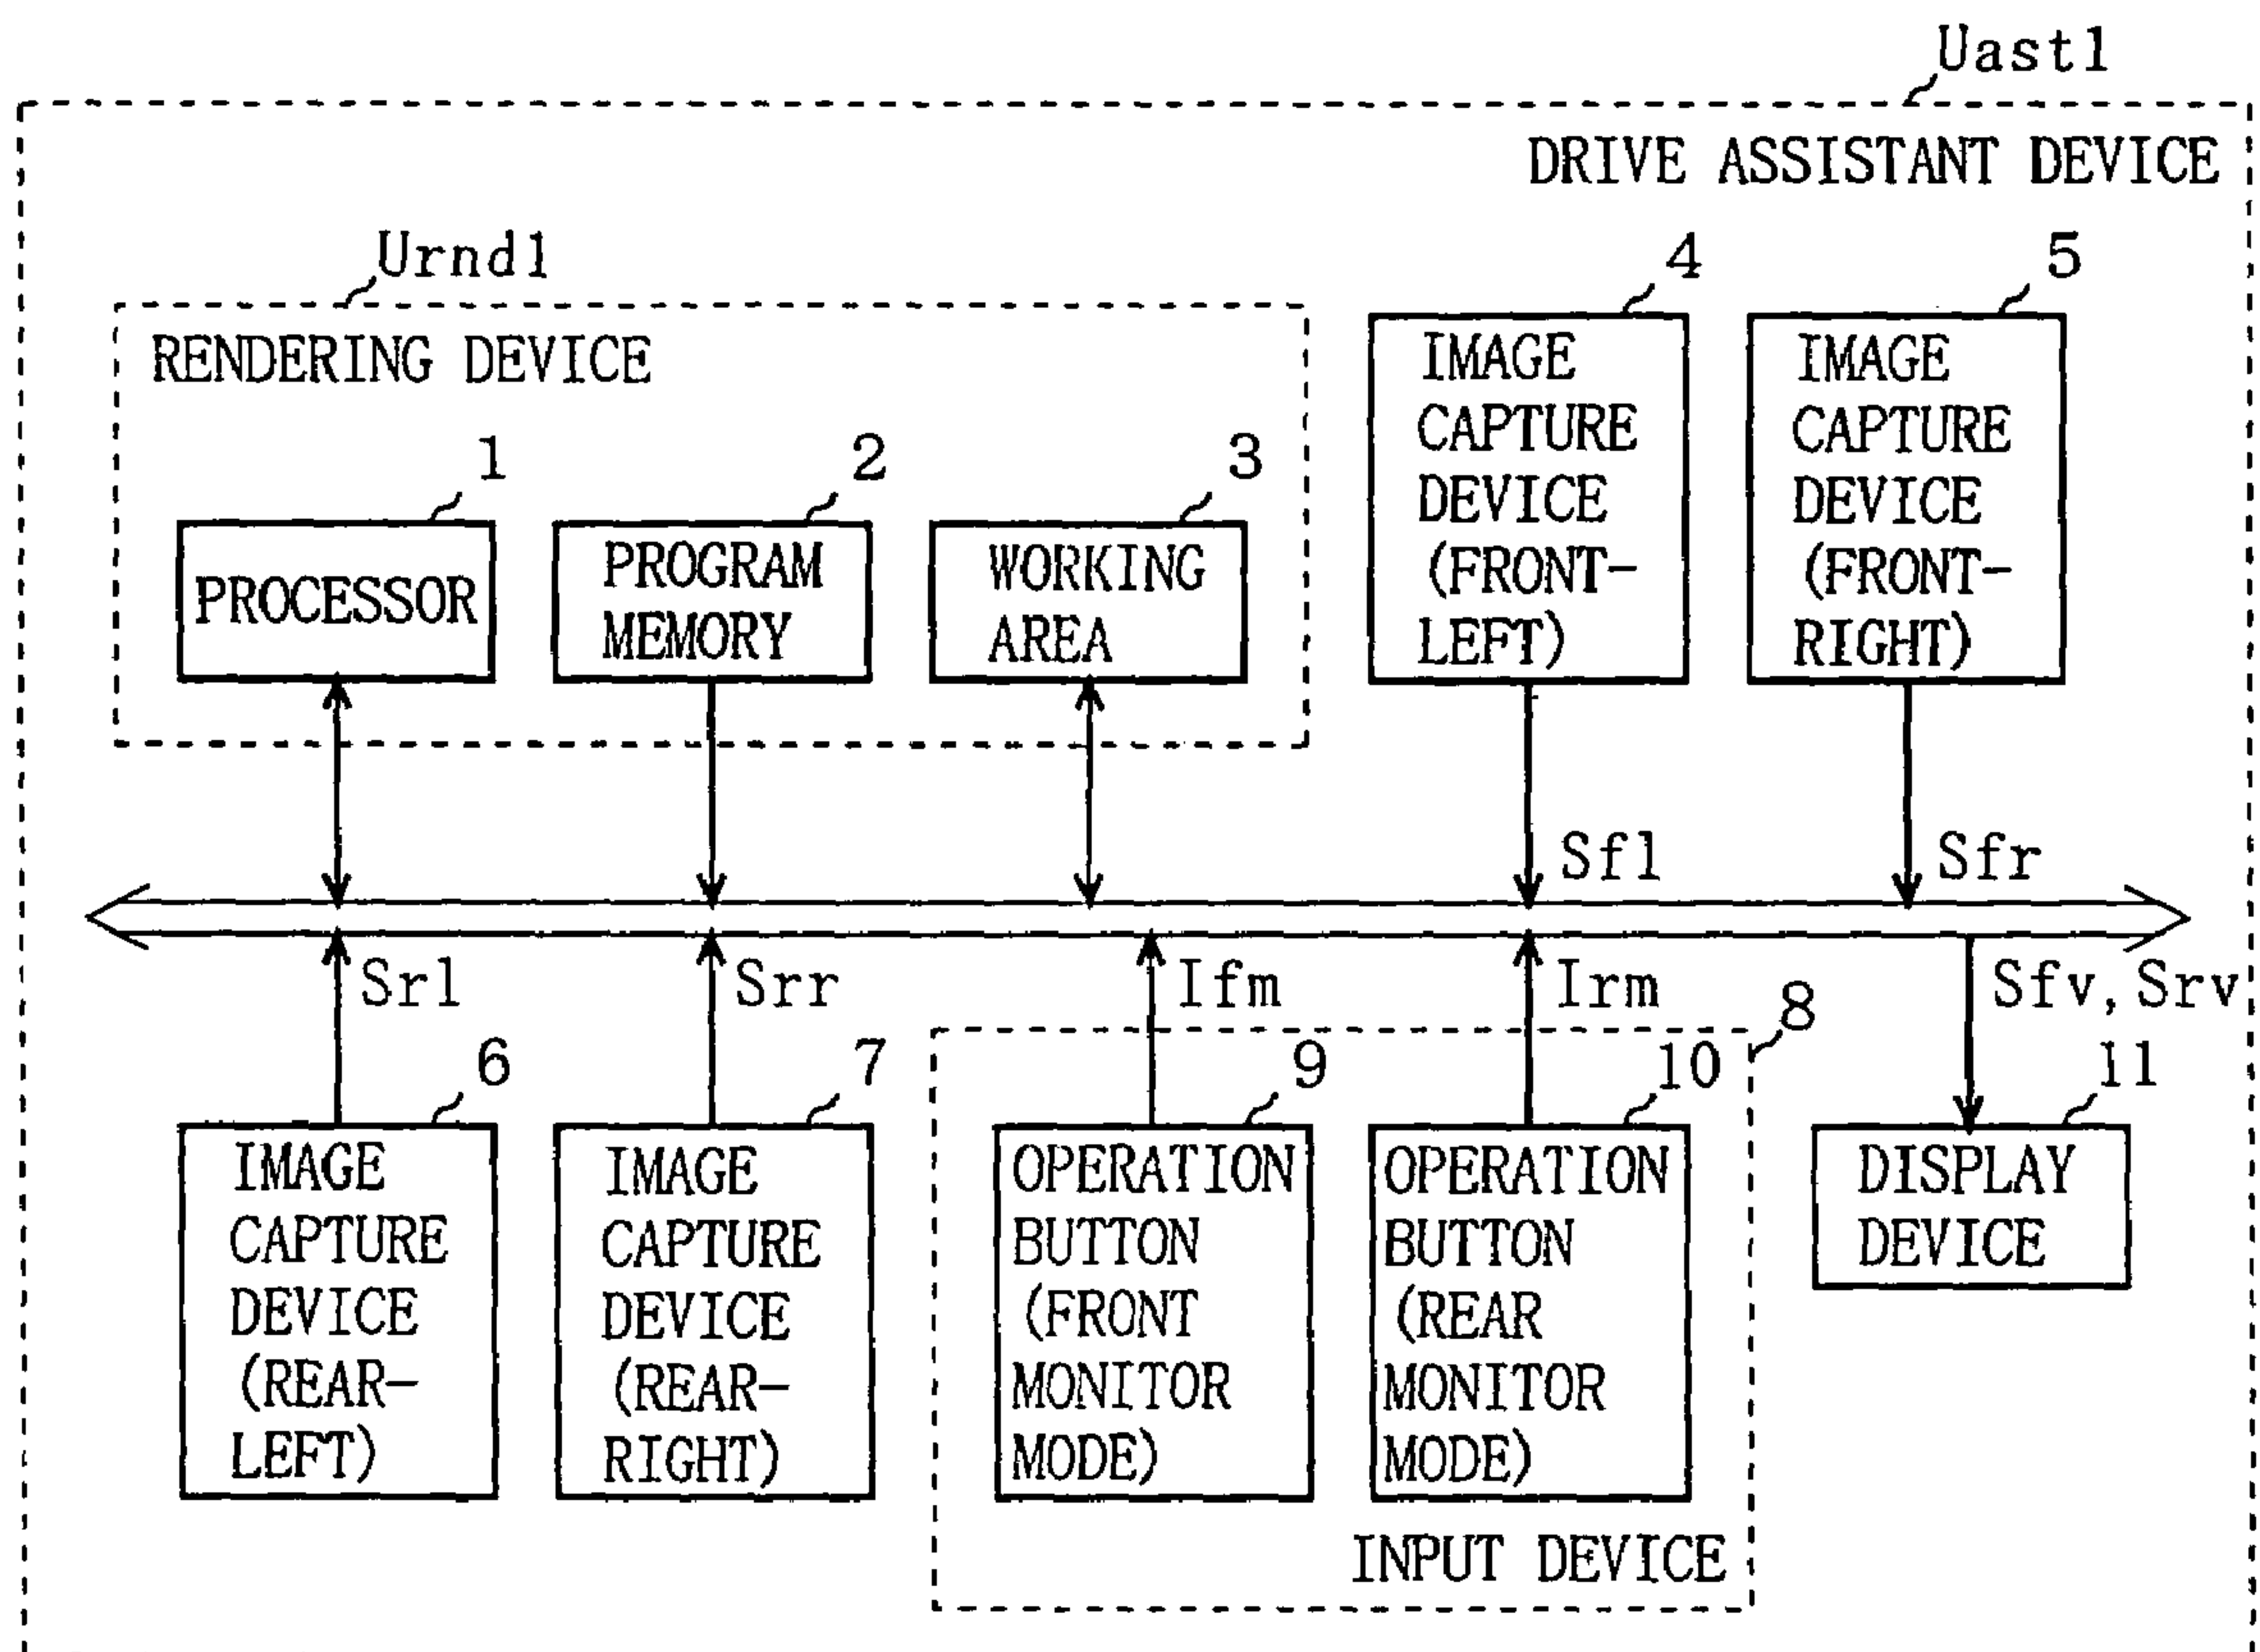 Uast1
DRIVE ASSISTANT DEVICE
Urnd1
RENDERING DEVICE
1
PROCESSOR
2
PROGRAM
MEMORY
3
WORKING
AREA
4
IMAGE
CAPTURE
DEVICE
(FRONT-
LEFT)
5
IMAGE
CAPTURE
DEVICE
(FRONT-
RIGHT)
Sfl
Sfr
Srl
Srr
Ifm
Irm
Sfv, Srv
6
IMAGE
CAPTURE
DEVICE
(REAR-
LEFT)
7
IMAGE
CAPTURE
DEVICE
(REAR-
RIGHT)
8
9
OPERATION
BUTTON
(FRONT
MONITOR
MODE)
10
OPERATION
BUTTON
(REAR
MONITOR
MODE)
INPUT DEVICE
11
DISPLAY
DEVICE